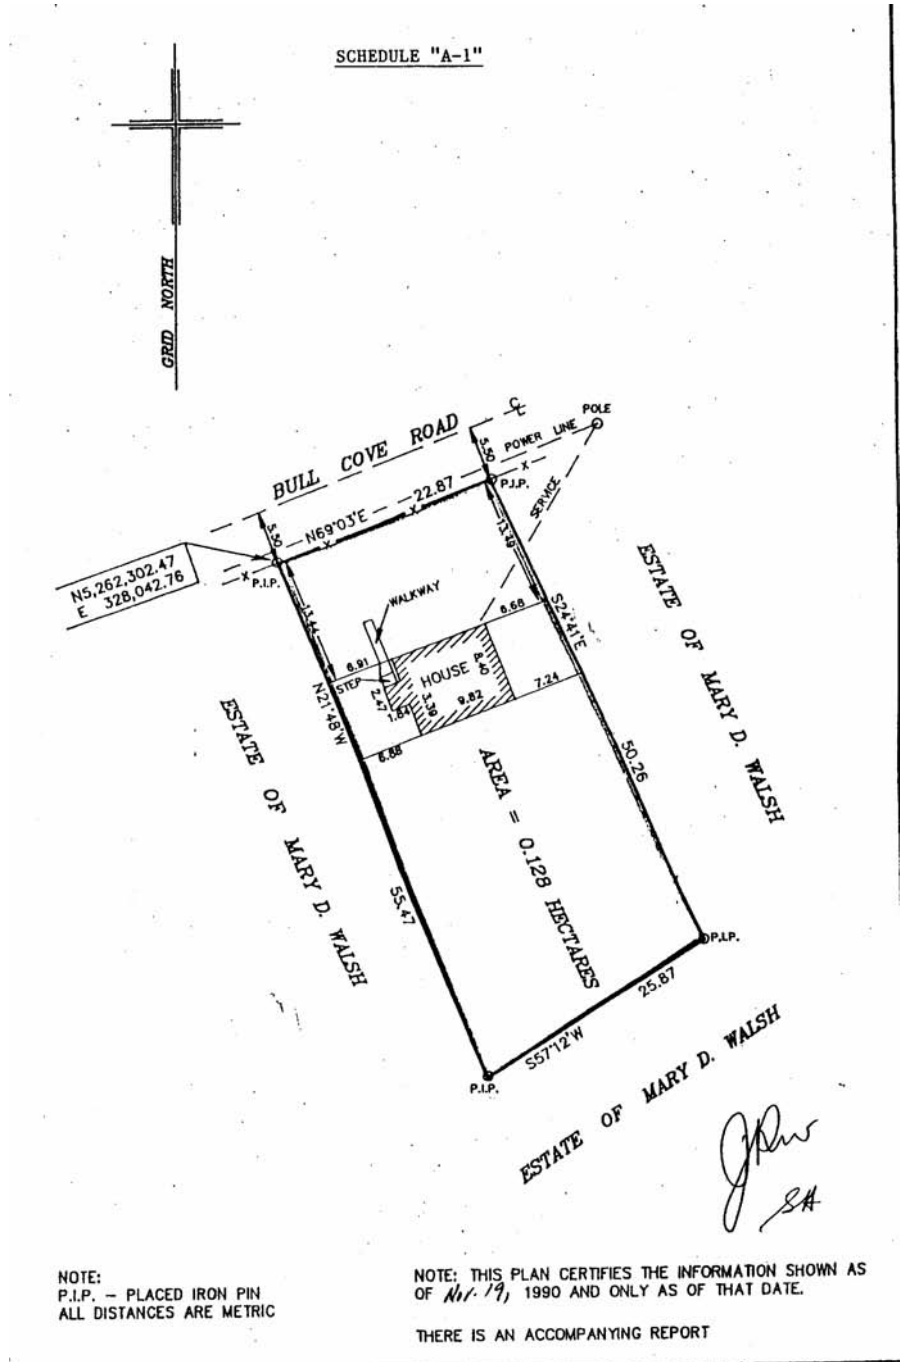 SCHEDULE "A-1"
GRID NORTH
BULL COVE ROAD
℄
POLE
POWER LINE
SERVICE
5.50
5.50
N69°03'E
22.87
X
X
X
X
P.I.P.
P.I.P.
N5,262,302.47
E 328,042.76
13.44
13.49
WALKWAY
6.91
6.68
STEP
HOUSE
8.40
2.47
1.64
3.39
9.82
7.24
6.68
N21°48'W
S24°41'E
50.26
55.47
AREA = 0.128 HECTARES
ESTATE OF MARY D. WALSH
ESTATE OF MARY D. WALSH
P.I.P.
25.87
S57°12'W
P.I.P.
ESTATE OF MARY D. WALSH
SH
NOTE:
P.I.P. – PLACED IRON PIN
ALL DISTANCES ARE METRIC
NOTE: THIS PLAN CERTIFIES THE INFORMATION SHOWN AS
OF Nov. 19, 1990 AND ONLY AS OF THAT DATE.
THERE IS AN ACCOMPANYING REPORT